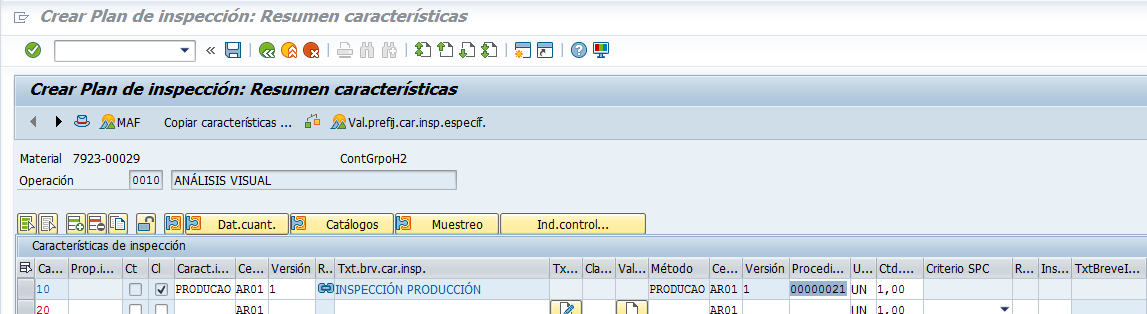 Crear Plan de inspección: Resumen características
Crear Plan de inspección: Resumen características
MAF Copiar características ... Val.prefij.car.insp.específ.
Material 7923-00029 ContGrpoH2
Operación 0010 ANÁLISIS VISUAL
Dat.cuant. Catálogos Muestreo Ind.control...
Características de inspección
Ca... Prop.i... Ct Cl Caract.i... Ce... Versión R.. Txt.brv.car.insp. Tx... Cla... Val... Método Ce... Versión Procedi... U... Ctd.... Criterio SPC R... Ins... TxtBreveI...
10 PRODUCAO AR01 1 INSPECCIÓN PRODUCCIÓN PRODUCAO AR01 1 00000021 UN 1,00
20 AR01 AR01 UN 1,00